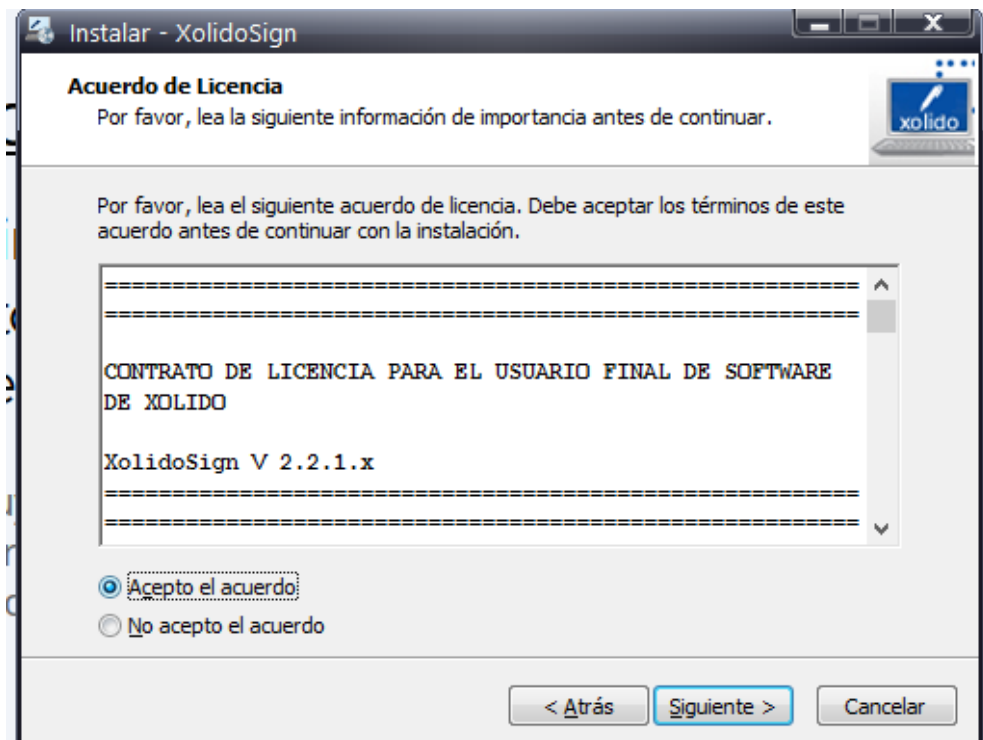 Instalar - XolidoSign
Acuerdo de Licencia
Por favor, lea la siguiente información de importancia antes de continuar.
xolido
Por favor, lea el siguiente acuerdo de licencia. Debe aceptar los términos de este
acuerdo antes de continuar con la instalación.
========================================================
========================================================
CONTRATO DE LICENCIA PARA EL USUARIO FINAL DE SOFTWARE
DE XOLIDO
XolidoSign V 2.2.1.x
========================================================
========================================================
Acepto el acuerdo
No acepto el acuerdo
< Atrás
Siguiente >
Cancelar